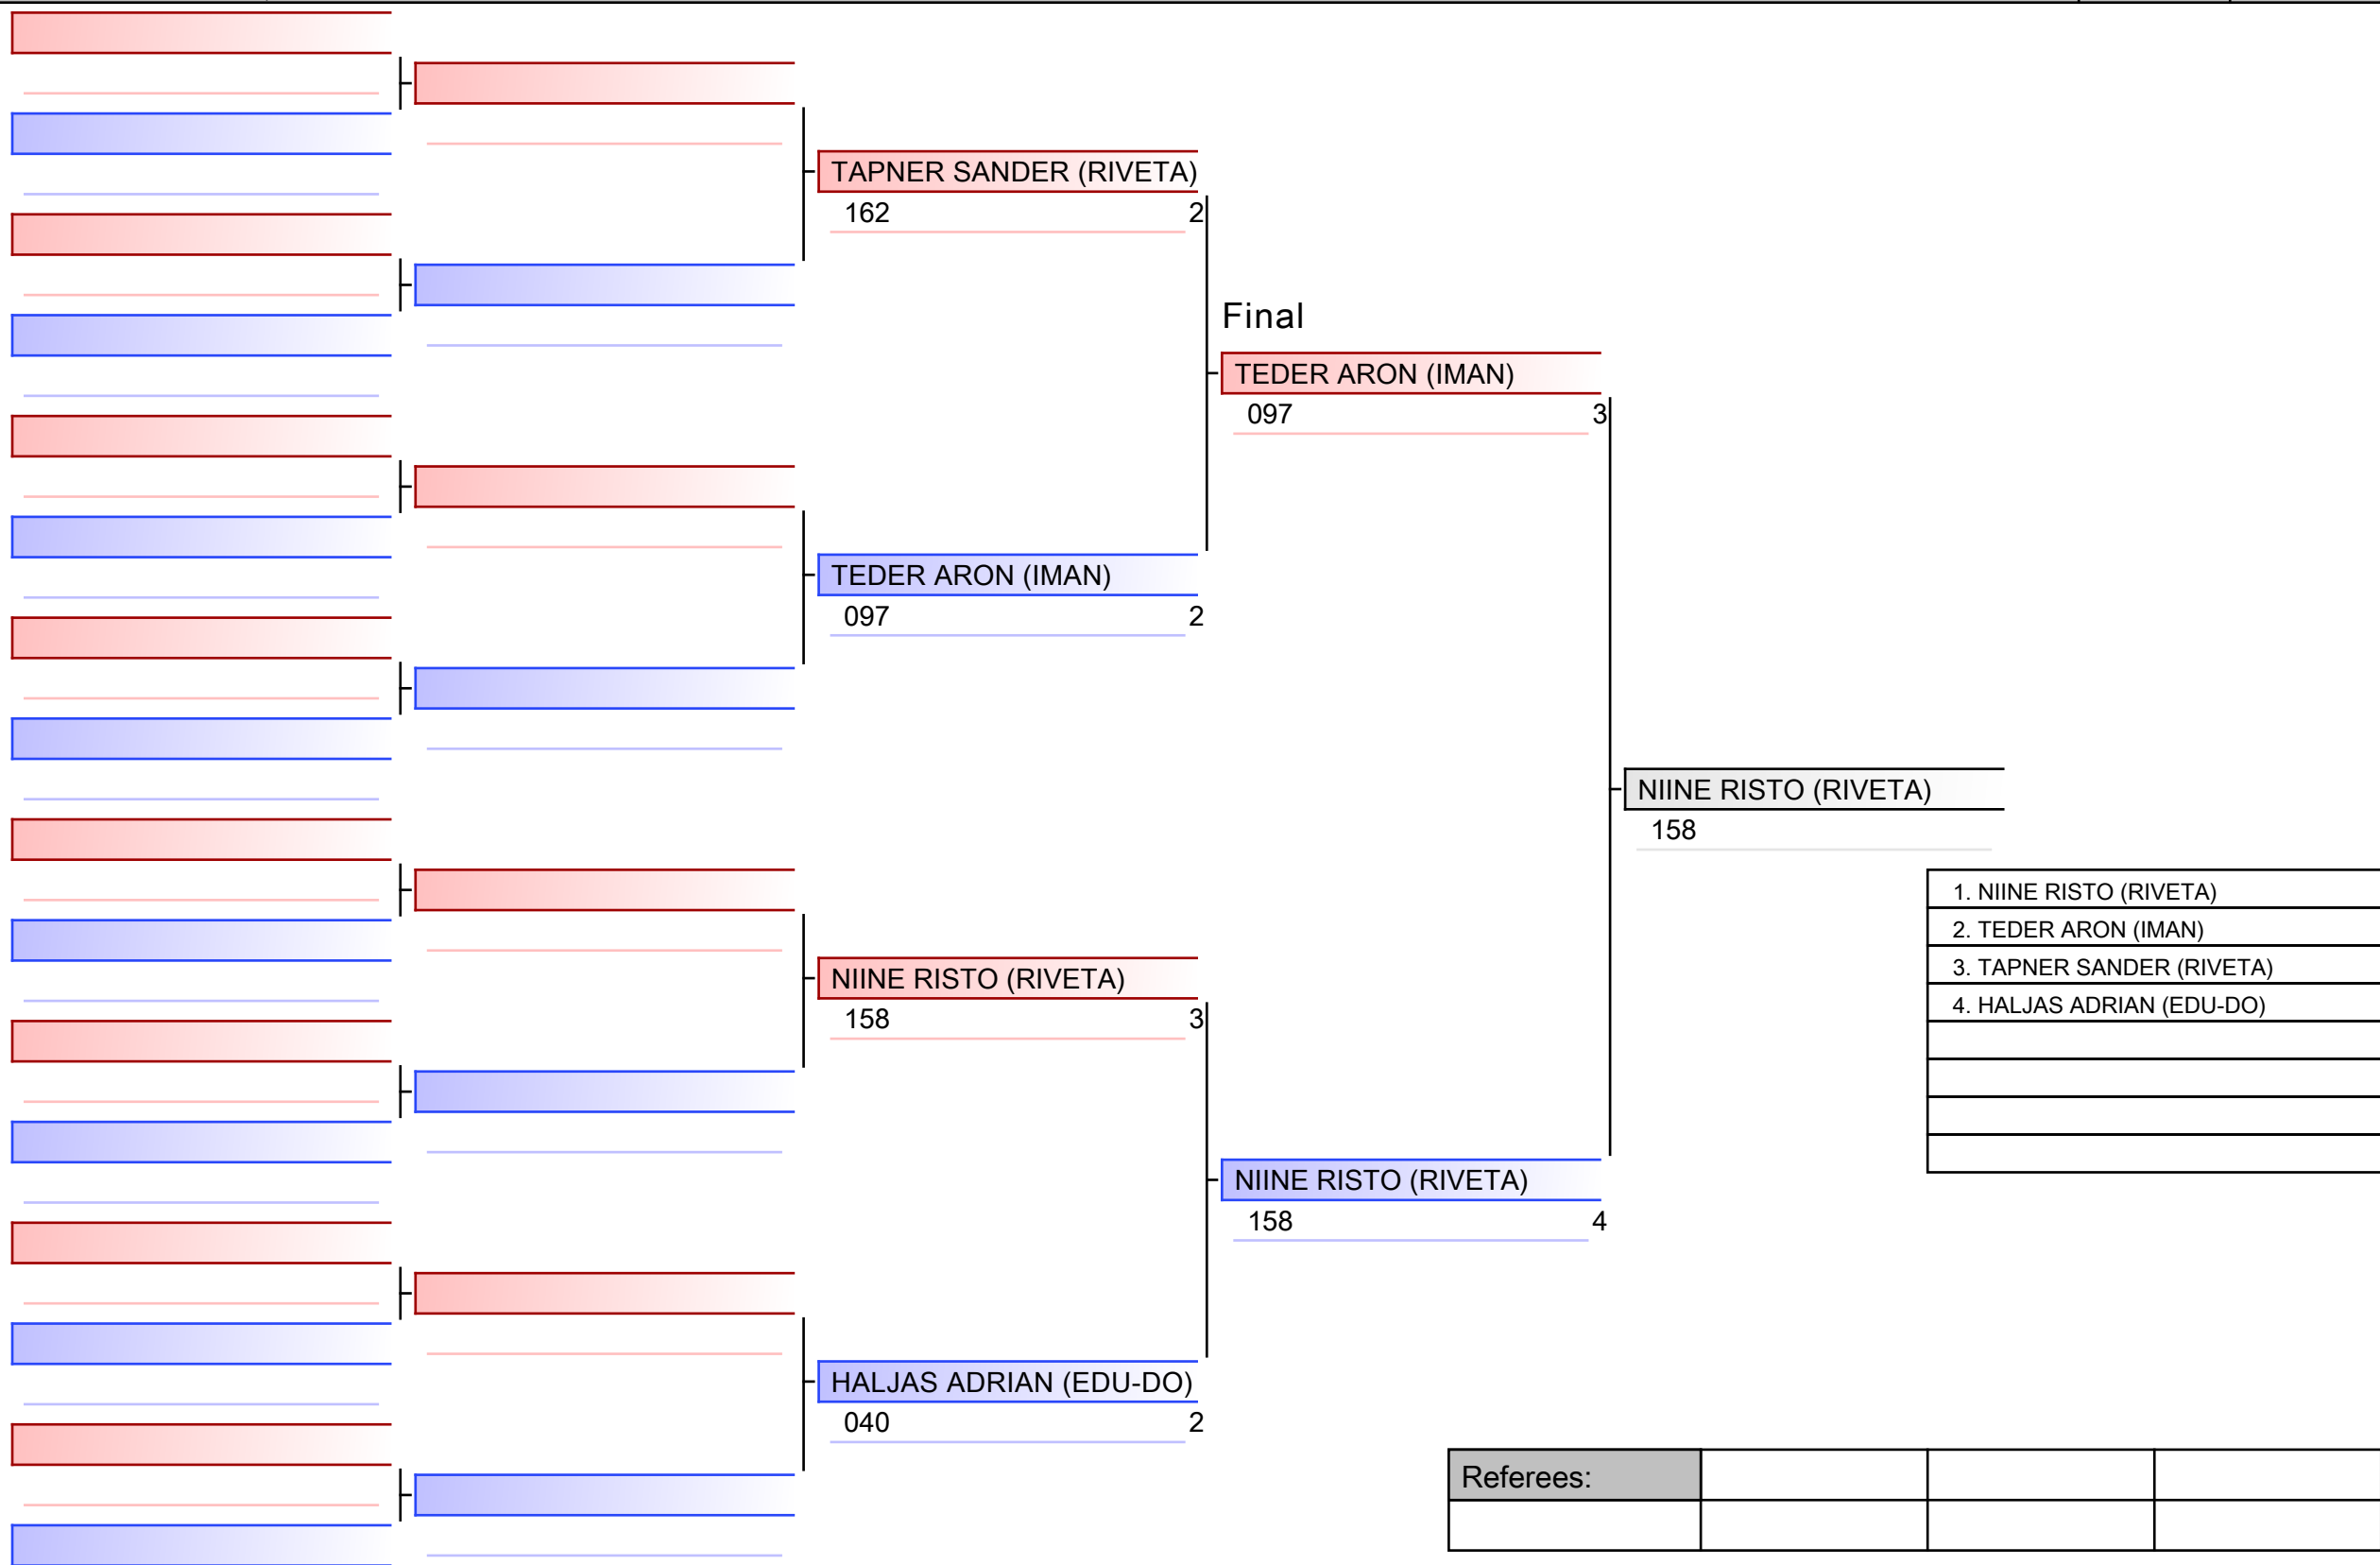 TAPNER SANDER (RIVETA)
162 2
Final
TEDER ARON (IMAN)
097 3
TEDER ARON (IMAN)
097 2
NIINE RISTO (RIVETA)
158
1. NIINE RISTO (RIVETA)
2. TEDER ARON (IMAN)
3. TAPNER SANDER (RIVETA)
4. HALJAS ADRIAN (EDU-DO)
NIINE RISTO (RIVETA)
158 3
NIINE RISTO (RIVETA)
158 4
HALJAS ADRIAN (EDU-DO)
040 2
Referees: